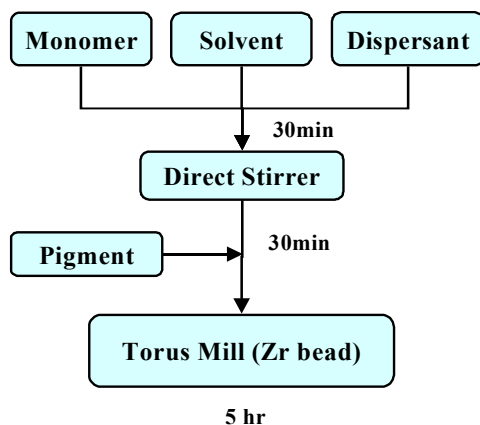 Monomer
Solvent
Dispersant
30min
Direct Stirrer
30min
Pigment
Torus Mill (Zr bead)
5 hr